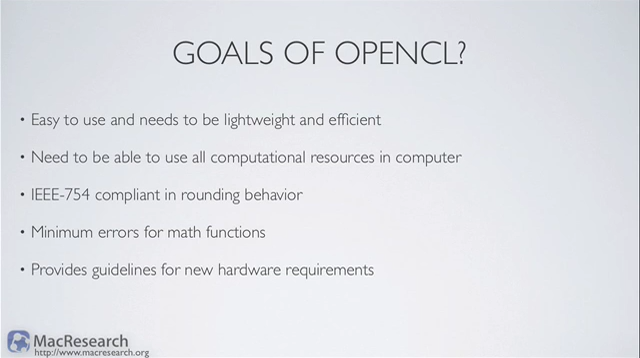 GOALS OF OPENCL?
• Easy to use and needs to be lightweight and efficient
• Need to be able to use all computational resources in computer
• IEEE-754 compliant in rounding behavior
• Minimum errors for math functions
• Provides guidelines for new hardware requirements
MacResearch
http://www.macresearch.org